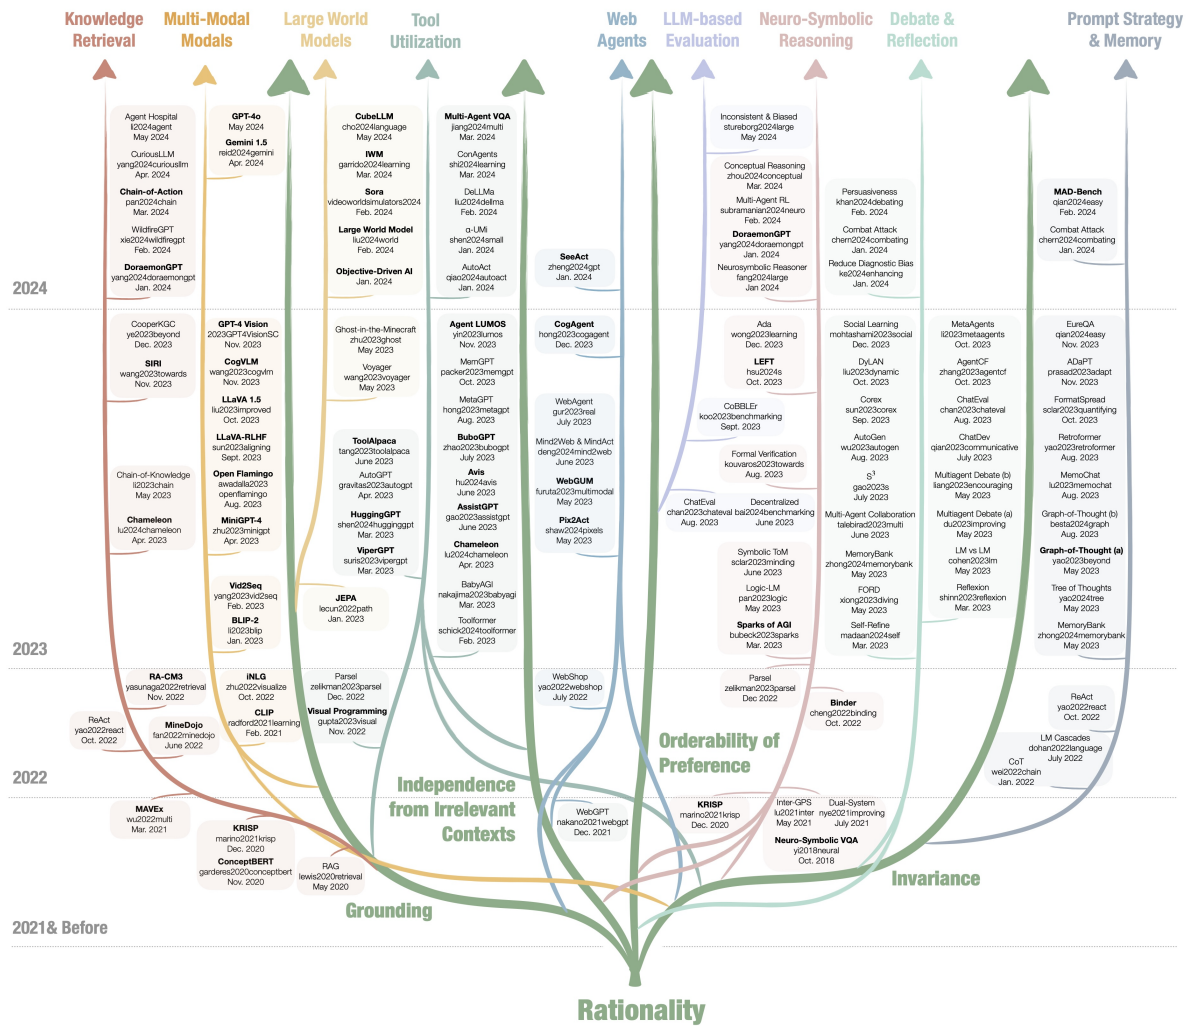 Knowledge
Retrieval
Multi-Modal
Modals
Large World
Models
Tool
Utilization
Web
Agents
LLM-based
Evaluation
Neuro-Symbolic
Reasoning
Debate &
Reflection
Prompt Strategy
& Memory
Agent Hospital
li2024agent
May 2024
CuriousLLM
yang2024curiousllm
Apr. 2024
Chain-of-Action
pan2024chain
Mar. 2024
WildfireGPT
xie2024wildfiregpt
Feb. 2024
DoraemonGPT
yang2024doraemongpt
Jan. 2024
GPT-4o
May 2024
Gemini 1.5
reid2024gemini
Apr. 2024
CubeLLM
cho2024language
May 2024
IWM
garrido2024learning
Mar. 2024
Sora
videoworldsimulators2024
Feb. 2024
Large World Model
liu2024world
Feb. 2024
Objective-Driven AI
Jan. 2024
Multi-Agent VQA
jiang2024multi
Mar. 2024
ConAgents
shi2024learning
Mar. 2024
DeLLMa
liu2024dellma
Feb. 2024
α-UMi
shen2024small
Jan. 2024
AutoAct
qiao2024autoact
Jan. 2024
SeeAct
zheng2024gpt
Jan. 2024
Inconsistent & Biased
stureborg2024large
May 2024
Conceptual Reasoning
zhou2024conceptual
Mar. 2024
Multi-Agent RL
subramanian2024neuro
Feb. 2024
DoraemonGPT
yang2024doraemongpt
Jan. 2024
Neurosymbolic Reasoner
fang2024large
Jan 2024
Persuasiveness
khan2024debating
Feb. 2024
Combat Attack
chern2024combating
Jan. 2024
Reduce Diagnostic Bias
ke2024enhancing
Jan. 2024
MAD-Bench
qian2024easy
Feb. 2024
Combat Attack
chern2024combating
Jan. 2024
2024
CooperKGC
ye2023beyond
Dec. 2023
SIRI
wang2023towards
Nov. 2023
Chain-of-Knowledge
li2023chain
May 2023
Chameleon
lu2024chameleon
Apr. 2023
GPT-4 Vision
2023GPT4VisionSC
Nov. 2023
CogVLM
wang2023cogvlm
Nov. 2023
LLaVA 1.5
liu2023improved
Oct. 2023
LLaVA-RLHF
sun2023aligning
Sept. 2023
Open Flamingo
awadalla2023
openflamingo
Aug. 2023
MiniGPT-4
zhu2023minigpt
Apr. 2023
Vid2Seq
yang2023vid2seq
Feb. 2023
BLIP-2
li2023blip
Jan. 2023
Ghost-in-the-Minecraft
zhu2023ghost
May 2023
Voyager
wang2023voyager
May 2023
ToolAlpaca
tang2023toolalpaca
June 2023
AutoGPT
gravitas2023autogpt
Apr. 2023
HuggingGPT
shen2024hugginggpt
Mar. 2023
ViperGPT
suris2023vipergpt
Mar. 2023
JEPA
lecun2022path
Jan. 2023
Agent LUMOS
yin2023lumos
Nov. 2023
MemGPT
packer2023memgpt
Oct. 2023
MetaGPT
hong2023metagpt
Aug. 2023
BuboGPT
zhao2023bubogpt
July 2023
Avis
hu2024avis
June 2023
AssistGPT
gao2023assistgpt
June 2023
Chameleon
lu2024chameleon
Apr. 2023
BabyAGI
nakajima2023babyagi
Mar. 2023
Toolformer
schick2024toolformer
Feb. 2023
CogAgent
hong2023cogagent
Dec. 2023
WebAgent
gur2023real
July 2023
Mind2Web & MindAct
deng2024mind2web
June 2023
WebGUM
furuta2023multimodal
May 2023
Pix2Act
shaw2024pixels
May 2023
Ada
wong2023learning
Dec. 2023
LEFT
hsu2024s
Oct. 2023
CoBBLEr
koo2023benchmarking
Sept. 2023
Formal Verification
kouvaros2023towards
Aug. 2023
ChatEval
chan2023chateval
Aug. 2023
Decentralized
bai2024benchmarking
June 2023
Symbolic ToM
sclar2023minding
June 2023
Logic-LM
pan2023logic
May 2023
Sparks of AGI
bubeck2023sparks
Mar. 2023
Social Learning
mohtashami2023social
Dec. 2023
DyLAN
liu2023dynamic
Oct. 2023
Corex
sun2023corex
Sep. 2023
AutoGen
wu2023autogen
Aug. 2023
S³
gao2023s
July 2023
Multi-Agent Collaboration
talebirad2023multi
June 2023
MemoryBank
zhong2024memorybank
May 2023
FORD
xiong2023diving
May 2023
Self-Refine
madaan2024self
Mar. 2023
MetaAgents
li2023metaagents
Oct. 2023
AgentCF
zhang2023agentcf
Oct. 2023
ChatEval
chan2023chateval
Aug. 2023
ChatDev
qian2023communicative
July 2023
Multiagent Debate (b)
liang2023encouraging
May 2023
Multiagent Debate (a)
du2023improving
May 2023
LM vs LM
cohen2023lm
May 2023
Reflexion
shinn2023reflexion
Mar. 2023
EureQA
qian2024easy
Nov. 2023
ADaPT
prasad2023adapt
Nov. 2023
FormatSpread
sclar2023quantifying
Oct. 2023
Retroformer
yao2023retroformer
Aug. 2023
MemoChat
lu2023memochat
Aug. 2023
Graph-of-Thought (b)
besta2024graph
Aug. 2023
Graph-of-Thought (a)
yao2023beyond
May 2023
Tree of Thoughts
yao2024tree
May 2023
MemoryBank
zhong2024memorybank
May 2023
2023
RA-CM3
yasunaga2022retrieval
Nov. 2022
ReAct
yao2022react
Oct. 2022
MineDojo
fan2022minedojo
June 2022
iNLG
zhu2022visualize
Oct. 2022
CLIP
radford2021learning
Feb. 2021
Parsel
zelikman2023parsel
Dec. 2022
Visual Programming
gupta2023visual
Nov. 2022
WebShop
yao2022webshop
July 2022
Parsel
zelikman2023parsel
Dec 2022
Binder
cheng2022binding
Oct. 2022
ReAct
yao2022react
Oct. 2022
LM Cascades
dohan2022language
July 2022
CoT
wei2022chain
Jan. 2022
Orderability of
Preference
2022
Independence
from Irrelevant
Contexts
MAVEx
wu2022multi
Mar. 2021
KRISP
marino2021krisp
Dec. 2020
ConceptBERT
garderes2020conceptbert
Nov. 2020
RAG
lewis2020retrieval
May 2020
WebGPT
nakano2021webgpt
Dec. 2021
KRISP
marino2021krisp
Dec. 2020
Inter-GPS
lu2021inter
May 2021
Dual-System
nye2021improving
July 2021
Neuro-Symbolic VQA
yi2018neural
Oct. 2018
Invariance
Grounding
2021& Before
Rationality